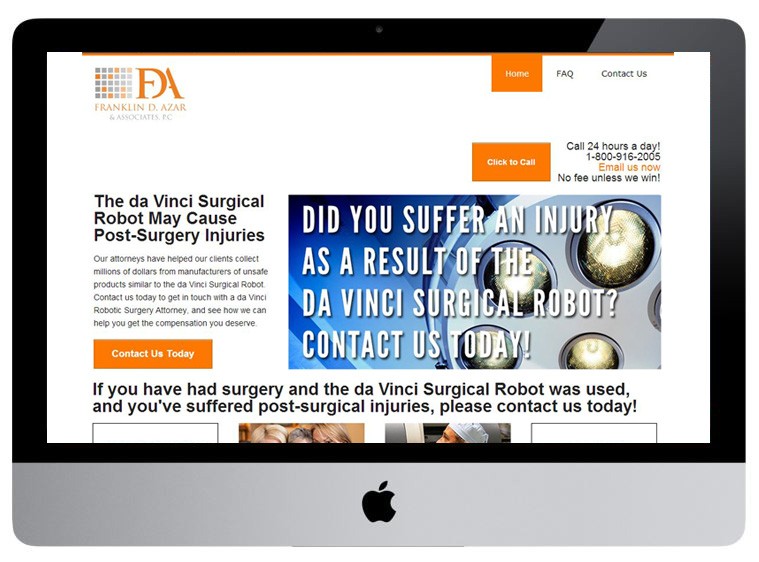 FDA
FRANKLIN D. AZAR
& ASSOCIATES, P.C
Home
FAQ
Contact Us
Click to Call
Call 24 hours a day!
1-800-916-2005
Email us now
No fee unless we win!
The da Vinci Surgical
Robot May Cause
Post-Surgery Injuries
Our attorneys have helped our clients collect
millions of dollars from manufacturers of unsafe
products similar to the da Vinci Surgical Robot.
Contact us today to get in touch with a da Vinci
Robotic Surgery Attorney, and see how we can
help you get the compensation you deserve.
Contact Us Today
DID YOU SUFFER AN INJURY
AS A RESULT OF THE
DA VINCI SURGICAL ROBOT?
CONTACT US TODAY!
If you have had surgery and the da Vinci Surgical Robot was used,
and you've suffered post-surgical injuries, please contact us today!